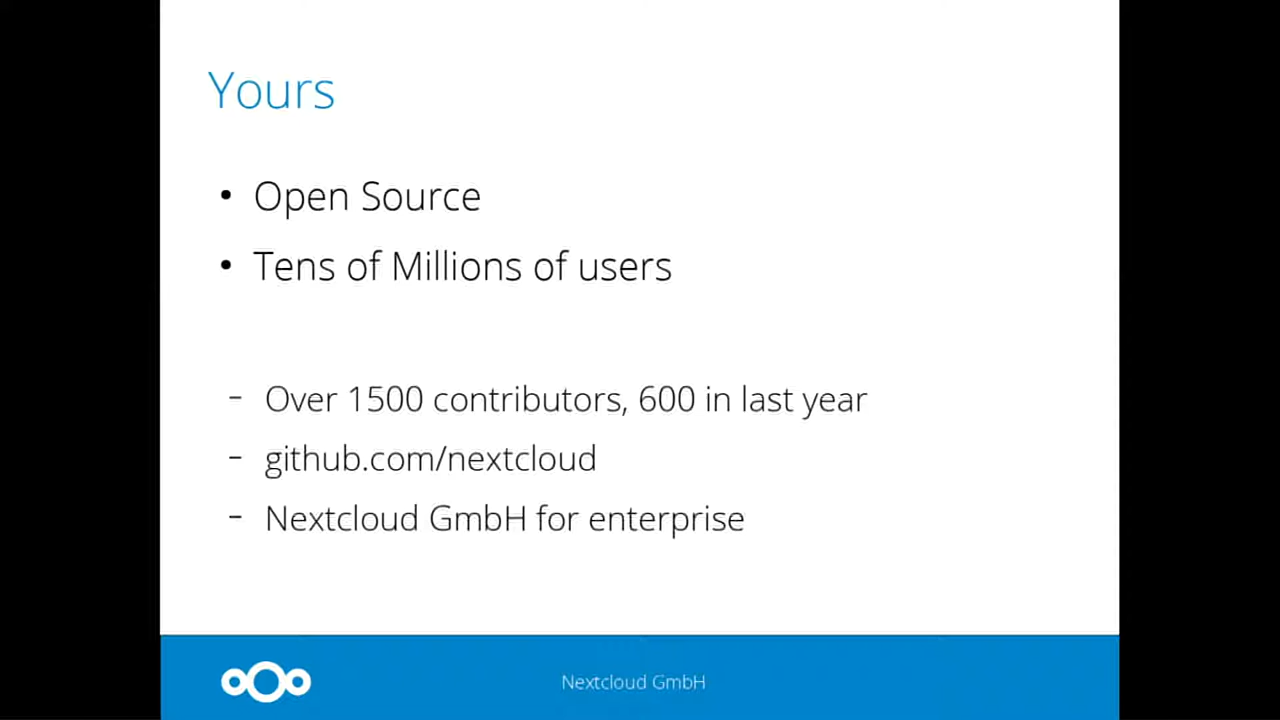 Yours
• Open Source
• Tens of Millions of users
– Over 1500 contributors, 600 in last year
– github.com/nextcloud
– Nextcloud GmbH for enterprise
Nextcloud GmbH